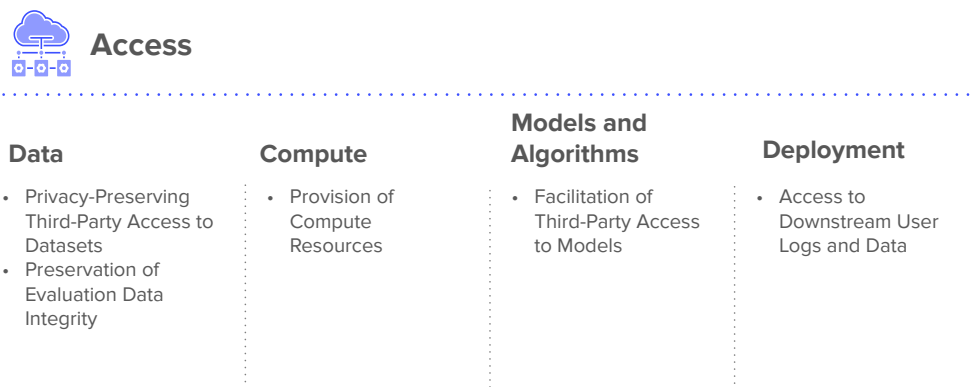 Access
Data
• Privacy-Preserving
Third-Party Access to
Datasets
• Preservation of
Evaluation Data
Integrity
Compute
• Provision of
Compute
Resources
Models and
Algorithms
• Facilitation of
Third-Party Access
to Models
Deployment
• Access to
Downstream User
Logs and Data